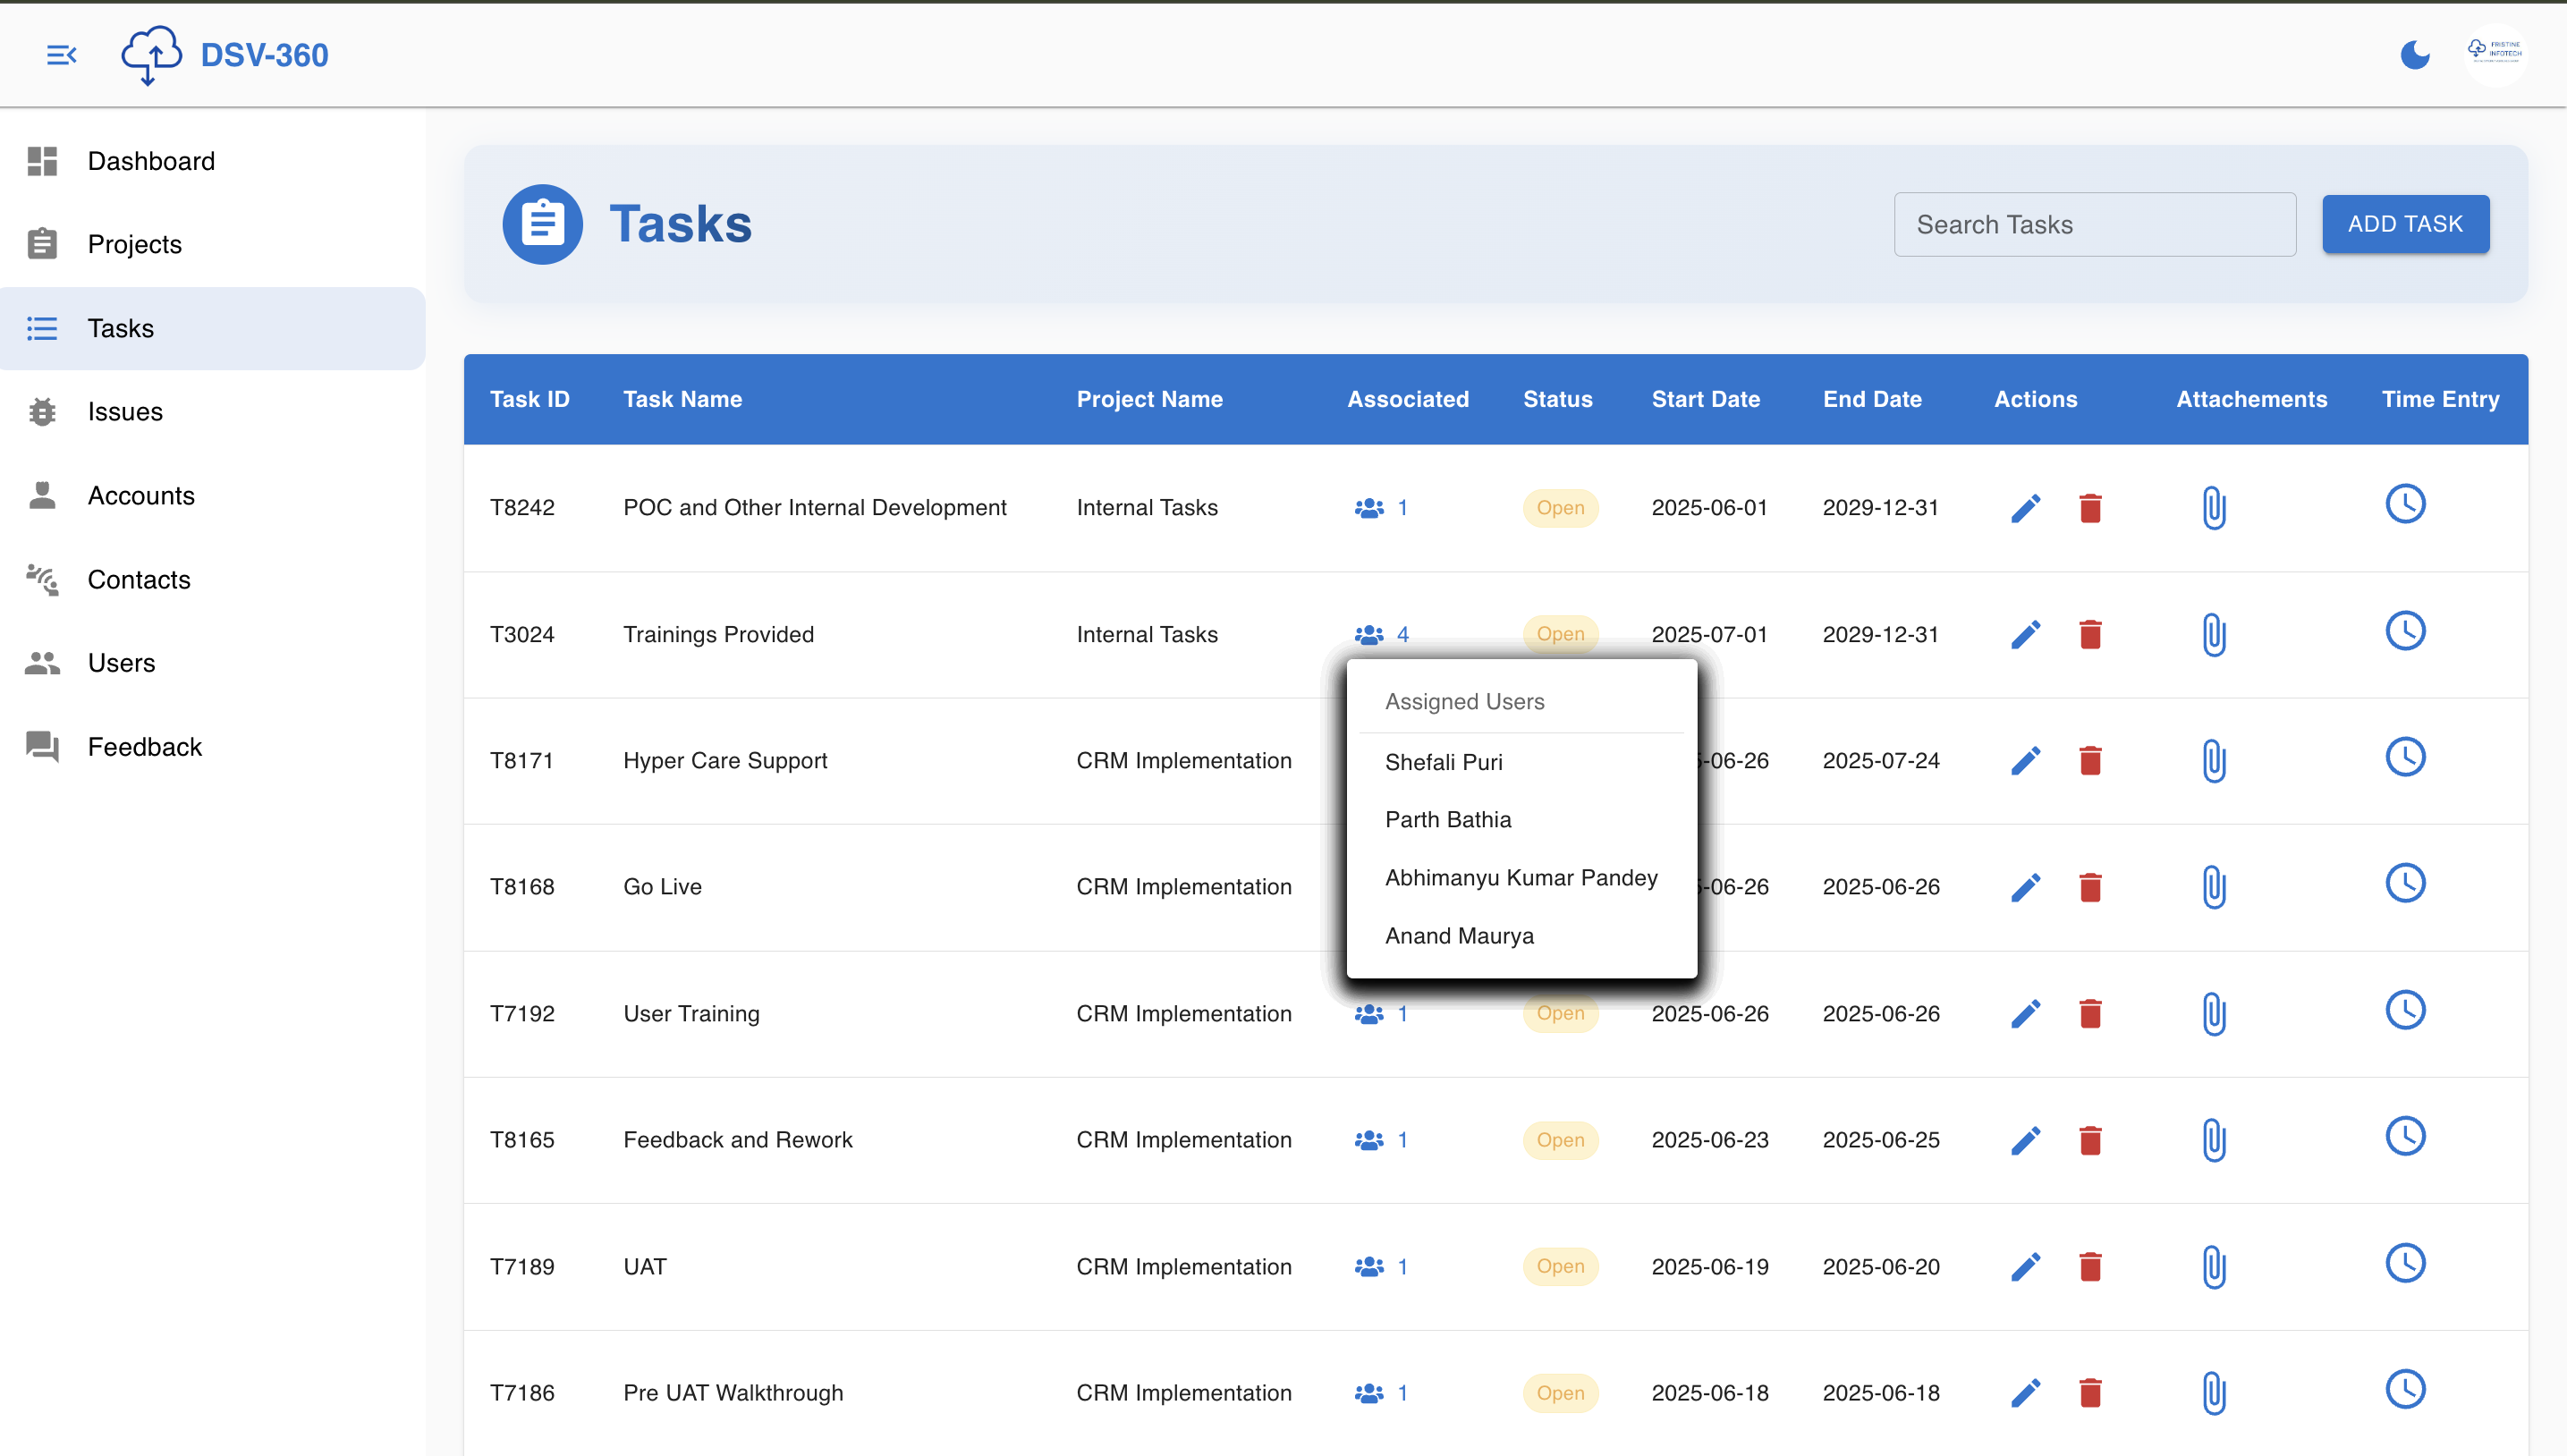 DSV-360
FRISTINE
INFOTECH
Dashboard
Projects
Tasks
Issues
Accounts
Contacts
Users
Feedback
Tasks
Search Tasks
ADD TASK
Task ID Task Name Project Name Associated Status Start Date End Date Actions Attachements Time Entry
T8242 POC and Other Internal Development Internal Tasks 1 Open 2025-06-01 2029-12-31
T3024 Trainings Provided Internal Tasks 4 Open 2025-07-01 2029-12-31
Assigned Users
Shefali Puri
Parth Bathia
Abhimanyu Kumar Pandey
Anand Maurya
T8171 Hyper Care Support CRM Implementation -06-26 2025-07-24
T8168 Go Live CRM Implementation -06-26 2025-06-26
T7192 User Training CRM Implementation 1 Open 2025-06-26 2025-06-26
T8165 Feedback and Rework CRM Implementation 1 Open 2025-06-23 2025-06-25
T7189 UAT CRM Implementation 1 Open 2025-06-19 2025-06-20
T7186 Pre UAT Walkthrough CRM Implementation 1 Open 2025-06-18 2025-06-18